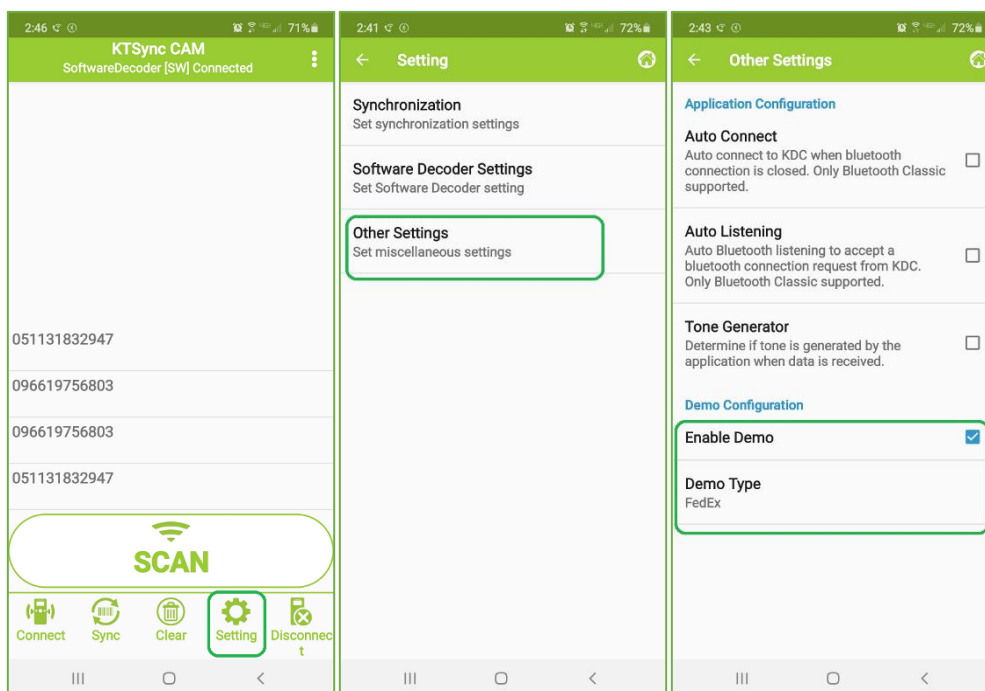 2:46 71%
KTSync CAM
SoftwareDecoder [SW] Connected
051131832947
096619756803
096619756803
051131832947
SCAN
Connect
Sync
Clear
Setting
Disconnec
t
2:41 72%
Setting
Synchronization
Set synchronization settings
Software Decoder Settings
Set Software Decoder setting
Other Settings
Set miscellaneous settings
2:43 72%
Other Settings
Application Configuration
Auto Connect
Auto connect to KDC when bluetooth
connection is closed. Only Bluetooth Classic
supported.
Auto Listening
Auto Bluetooth listening to accept a
bluetooth connection request from KDC.
Only Bluetooth Classic supported.
Tone Generator
Determine if tone is generated by the
application when data is received.
Demo Configuration
Enable Demo
Demo Type
FedEx